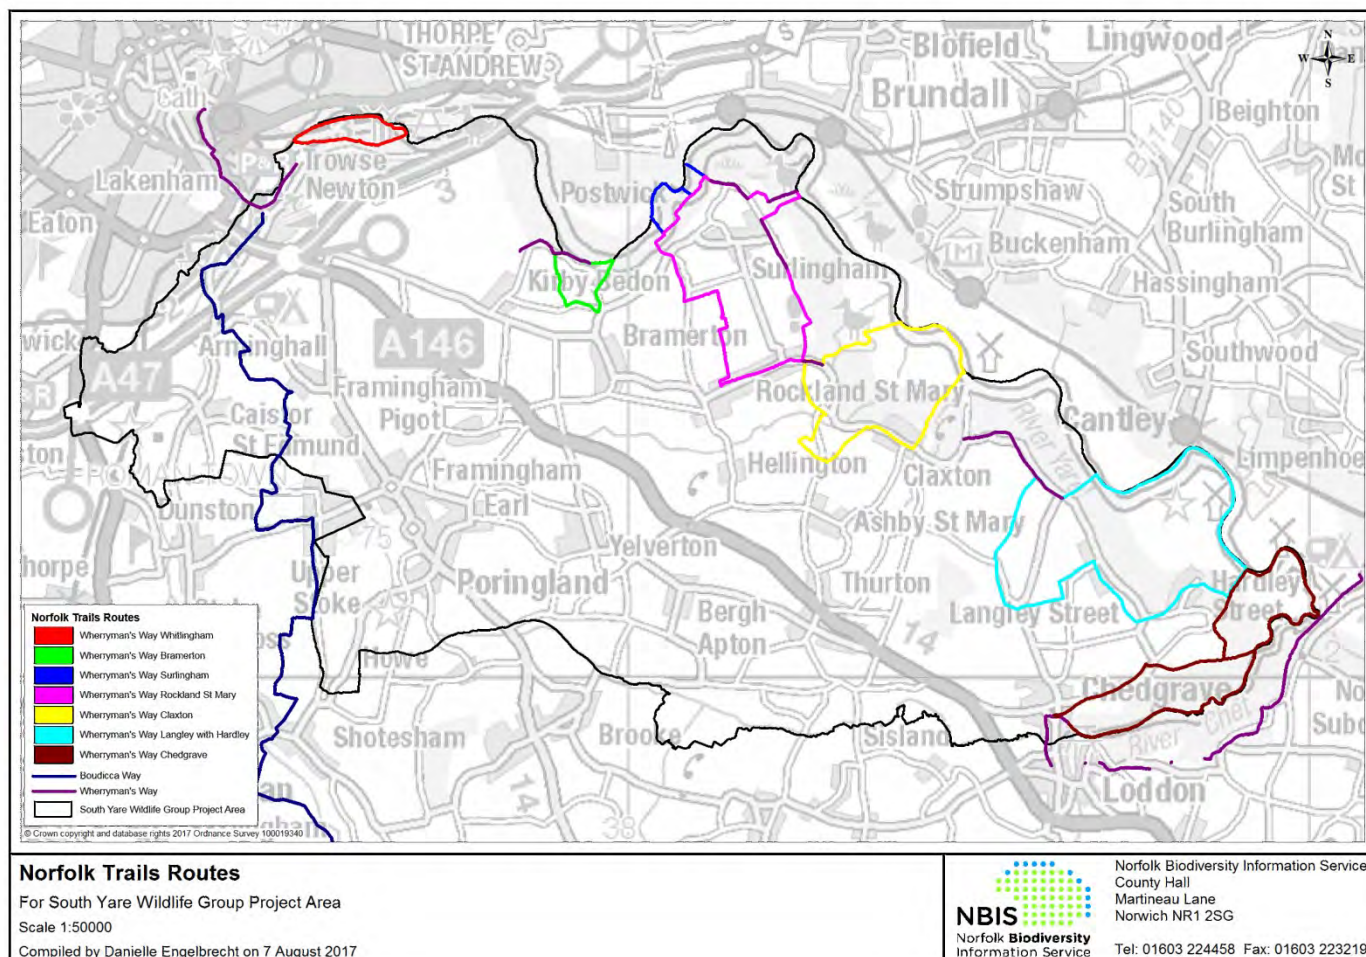 THORPE
ST ANDREW
Blofield
Lingwood
Brundall
Beighton
Cath
Lakenham
Trowse
Newton
3
Postwick
Strumpshaw
South
Burlingham
Eaton
Buckenham
Hassingham
Surlingham
Kirby Bedon
Bramerton
A146
Arminghall
A47
Southwood
Framingham
Pigot
Rockland St Mary
Caistor
St Edmund
Cantley
River Yare
Limpenhoe
Hellington
Claxton
Framingham
Earl
Dunston
Ashby St Mary
Yelverton
75
Upper
Stoke
Poringland
Thurton
Hardley
Street
Langley Street
Bergh
Apton
14
Howe
2
Chedgrave
Shotesham
Brooke
Sisland
River Chet
Loddon
14
38
N
W
E
S
Norfolk Trails Routes
Wherryman's Way Whitlingham
Wherryman's Way Bramerton
Wherryman's Way Surlingham
Wherryman's Way Rockland St Mary
Wherryman's Way Claxton
Wherryman's Way Langley with Hardley
Wherryman's Way Chedgrave
Boudicca Way
Wherryman's Way
South Yare Wildlife Group Project Area
© Crown copyright and database rights 2017 Ordnance Survey 100019340
Norfolk Trails Routes
For South Yare Wildlife Group Project Area
Scale 1:50000
Compiled by Danielle Engelbrecht on 7 August 2017
NBIS
Norfolk Biodiversity
Information Service
Norfolk Biodiversity Information Service
County Hall
Martineau Lane
Norwich NR1 2SG
Tel: 01603 224458 Fax: 01603 223219